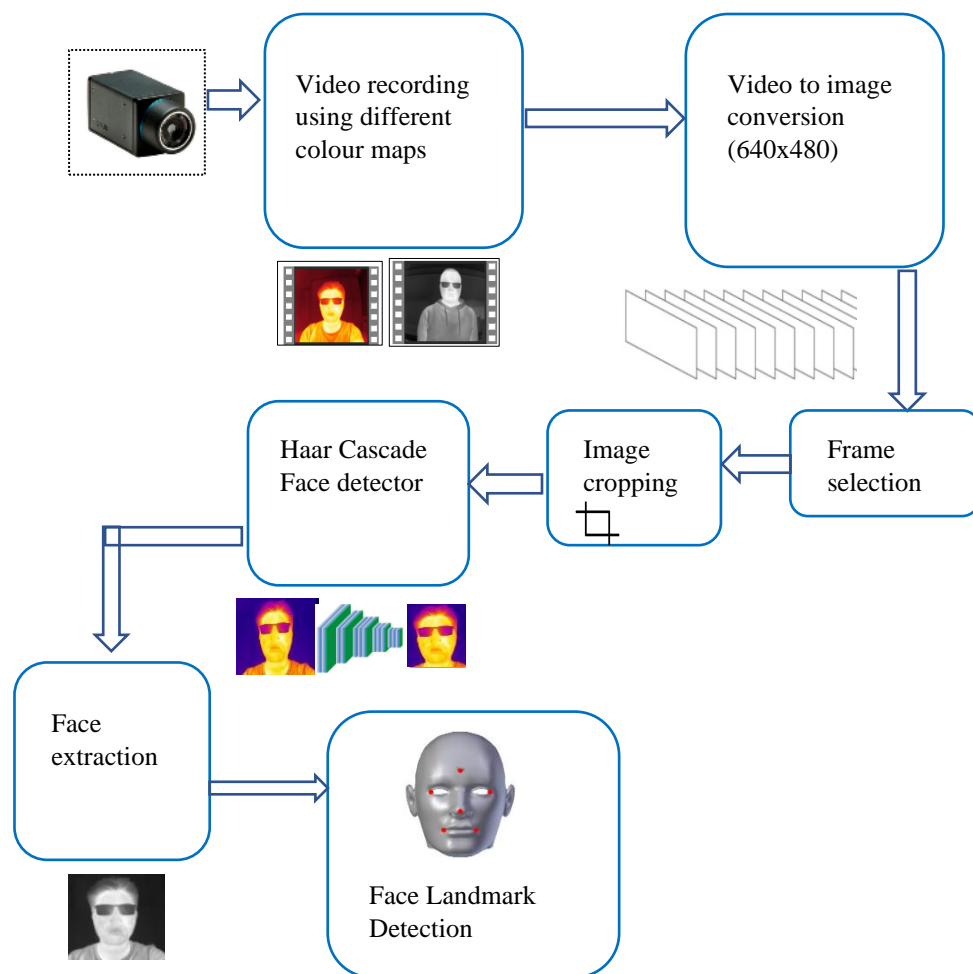 Video recording
using different
colour maps
Video to image
conversion
(640x480)
Frame
selection
Image
cropping
Haar Cascade
Face detector
Face
extraction
Face Landmark
Detection